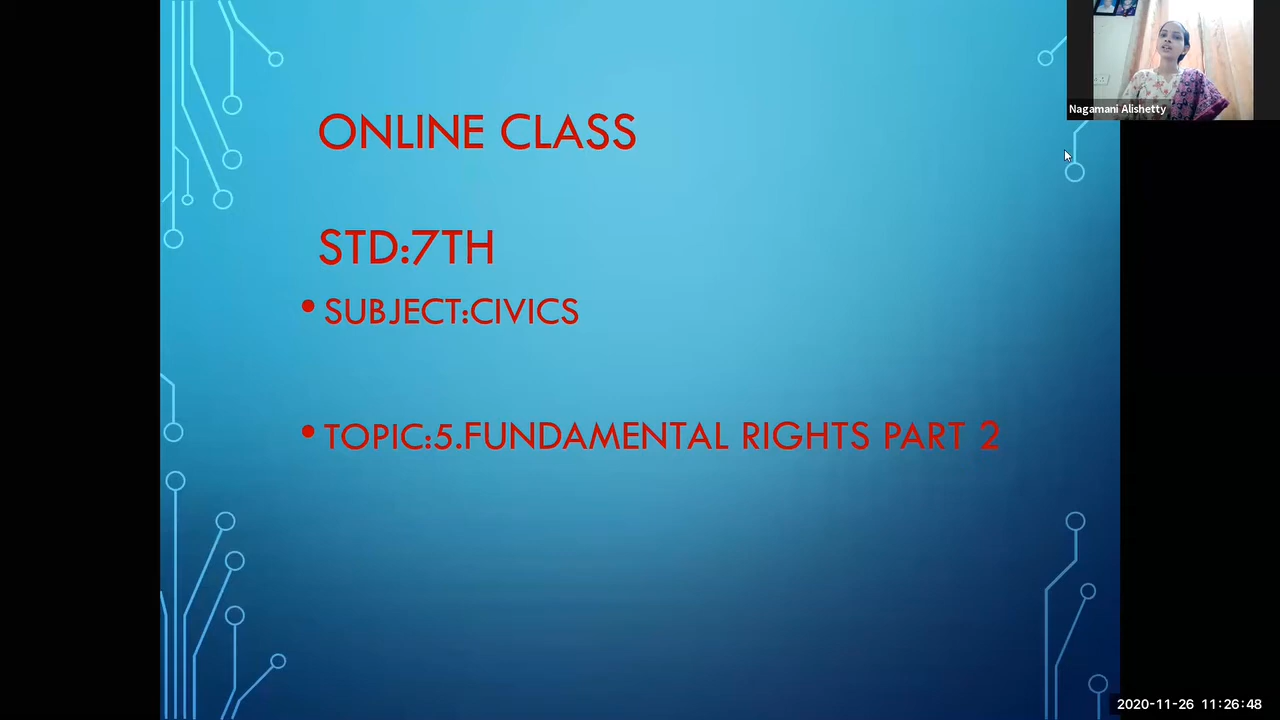 ONLINE CLASS
Nagamani Alishetty
STD:7TH
• SUBJECT:CIVICS
• TOPIC:5.FUNDAMENTAL RIGHTS PART 2
2020-11-26 11:26:48